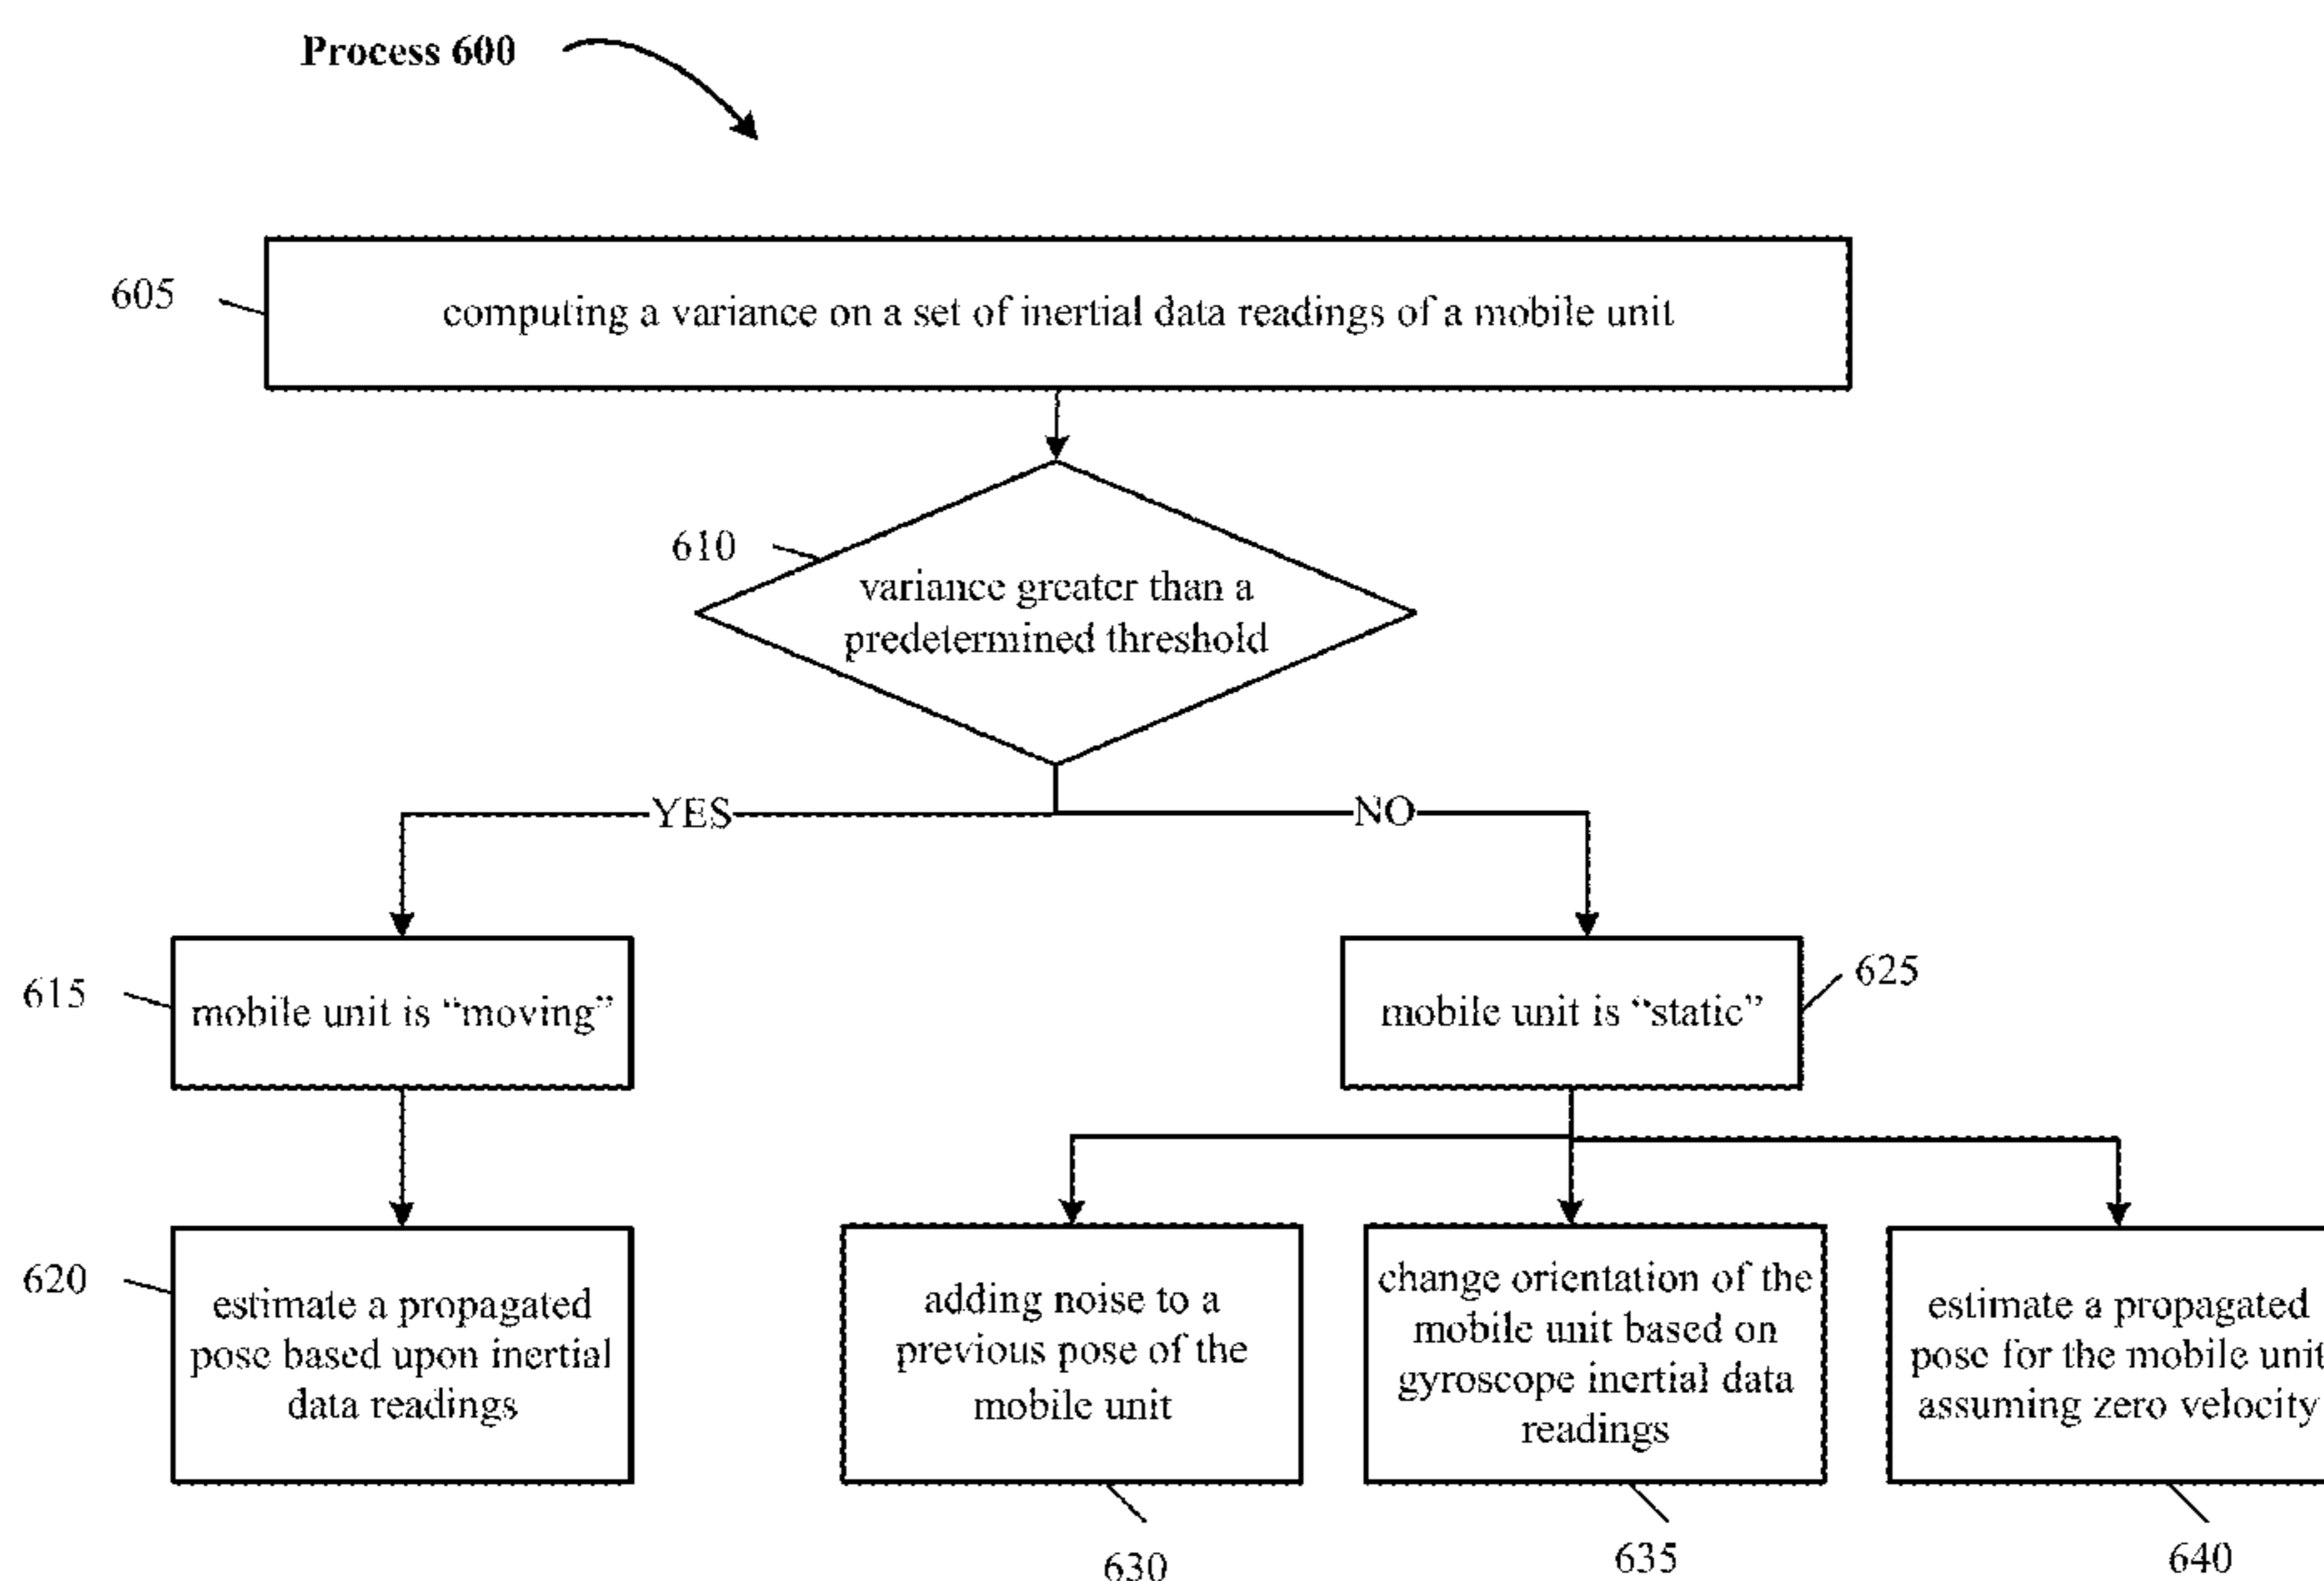 Process 600
605
computing a variance on a set of inertial data readings of a mobile unit
610
variance greater than a
predetermined threshold
YES
NO
615
mobile unit is “moving”
mobile unit is “static”
625
620
estimate a propagated
pose based upon inertial
data readings
adding noise to a
previous pose of the
mobile unit
change orientation of the
mobile unit based on
gyroscope inertial data
readings
estimate a propagated
pose for the mobile unit
assuming zero velocity
630
635
640